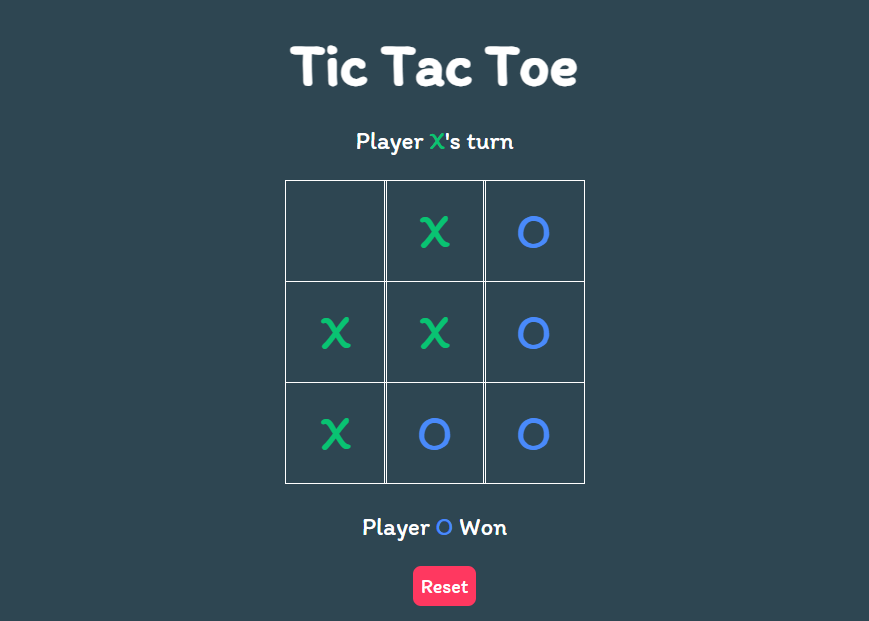 Tic Tac Toe
Player X's turn
X O
X X O
X O O
Player O Won
Reset